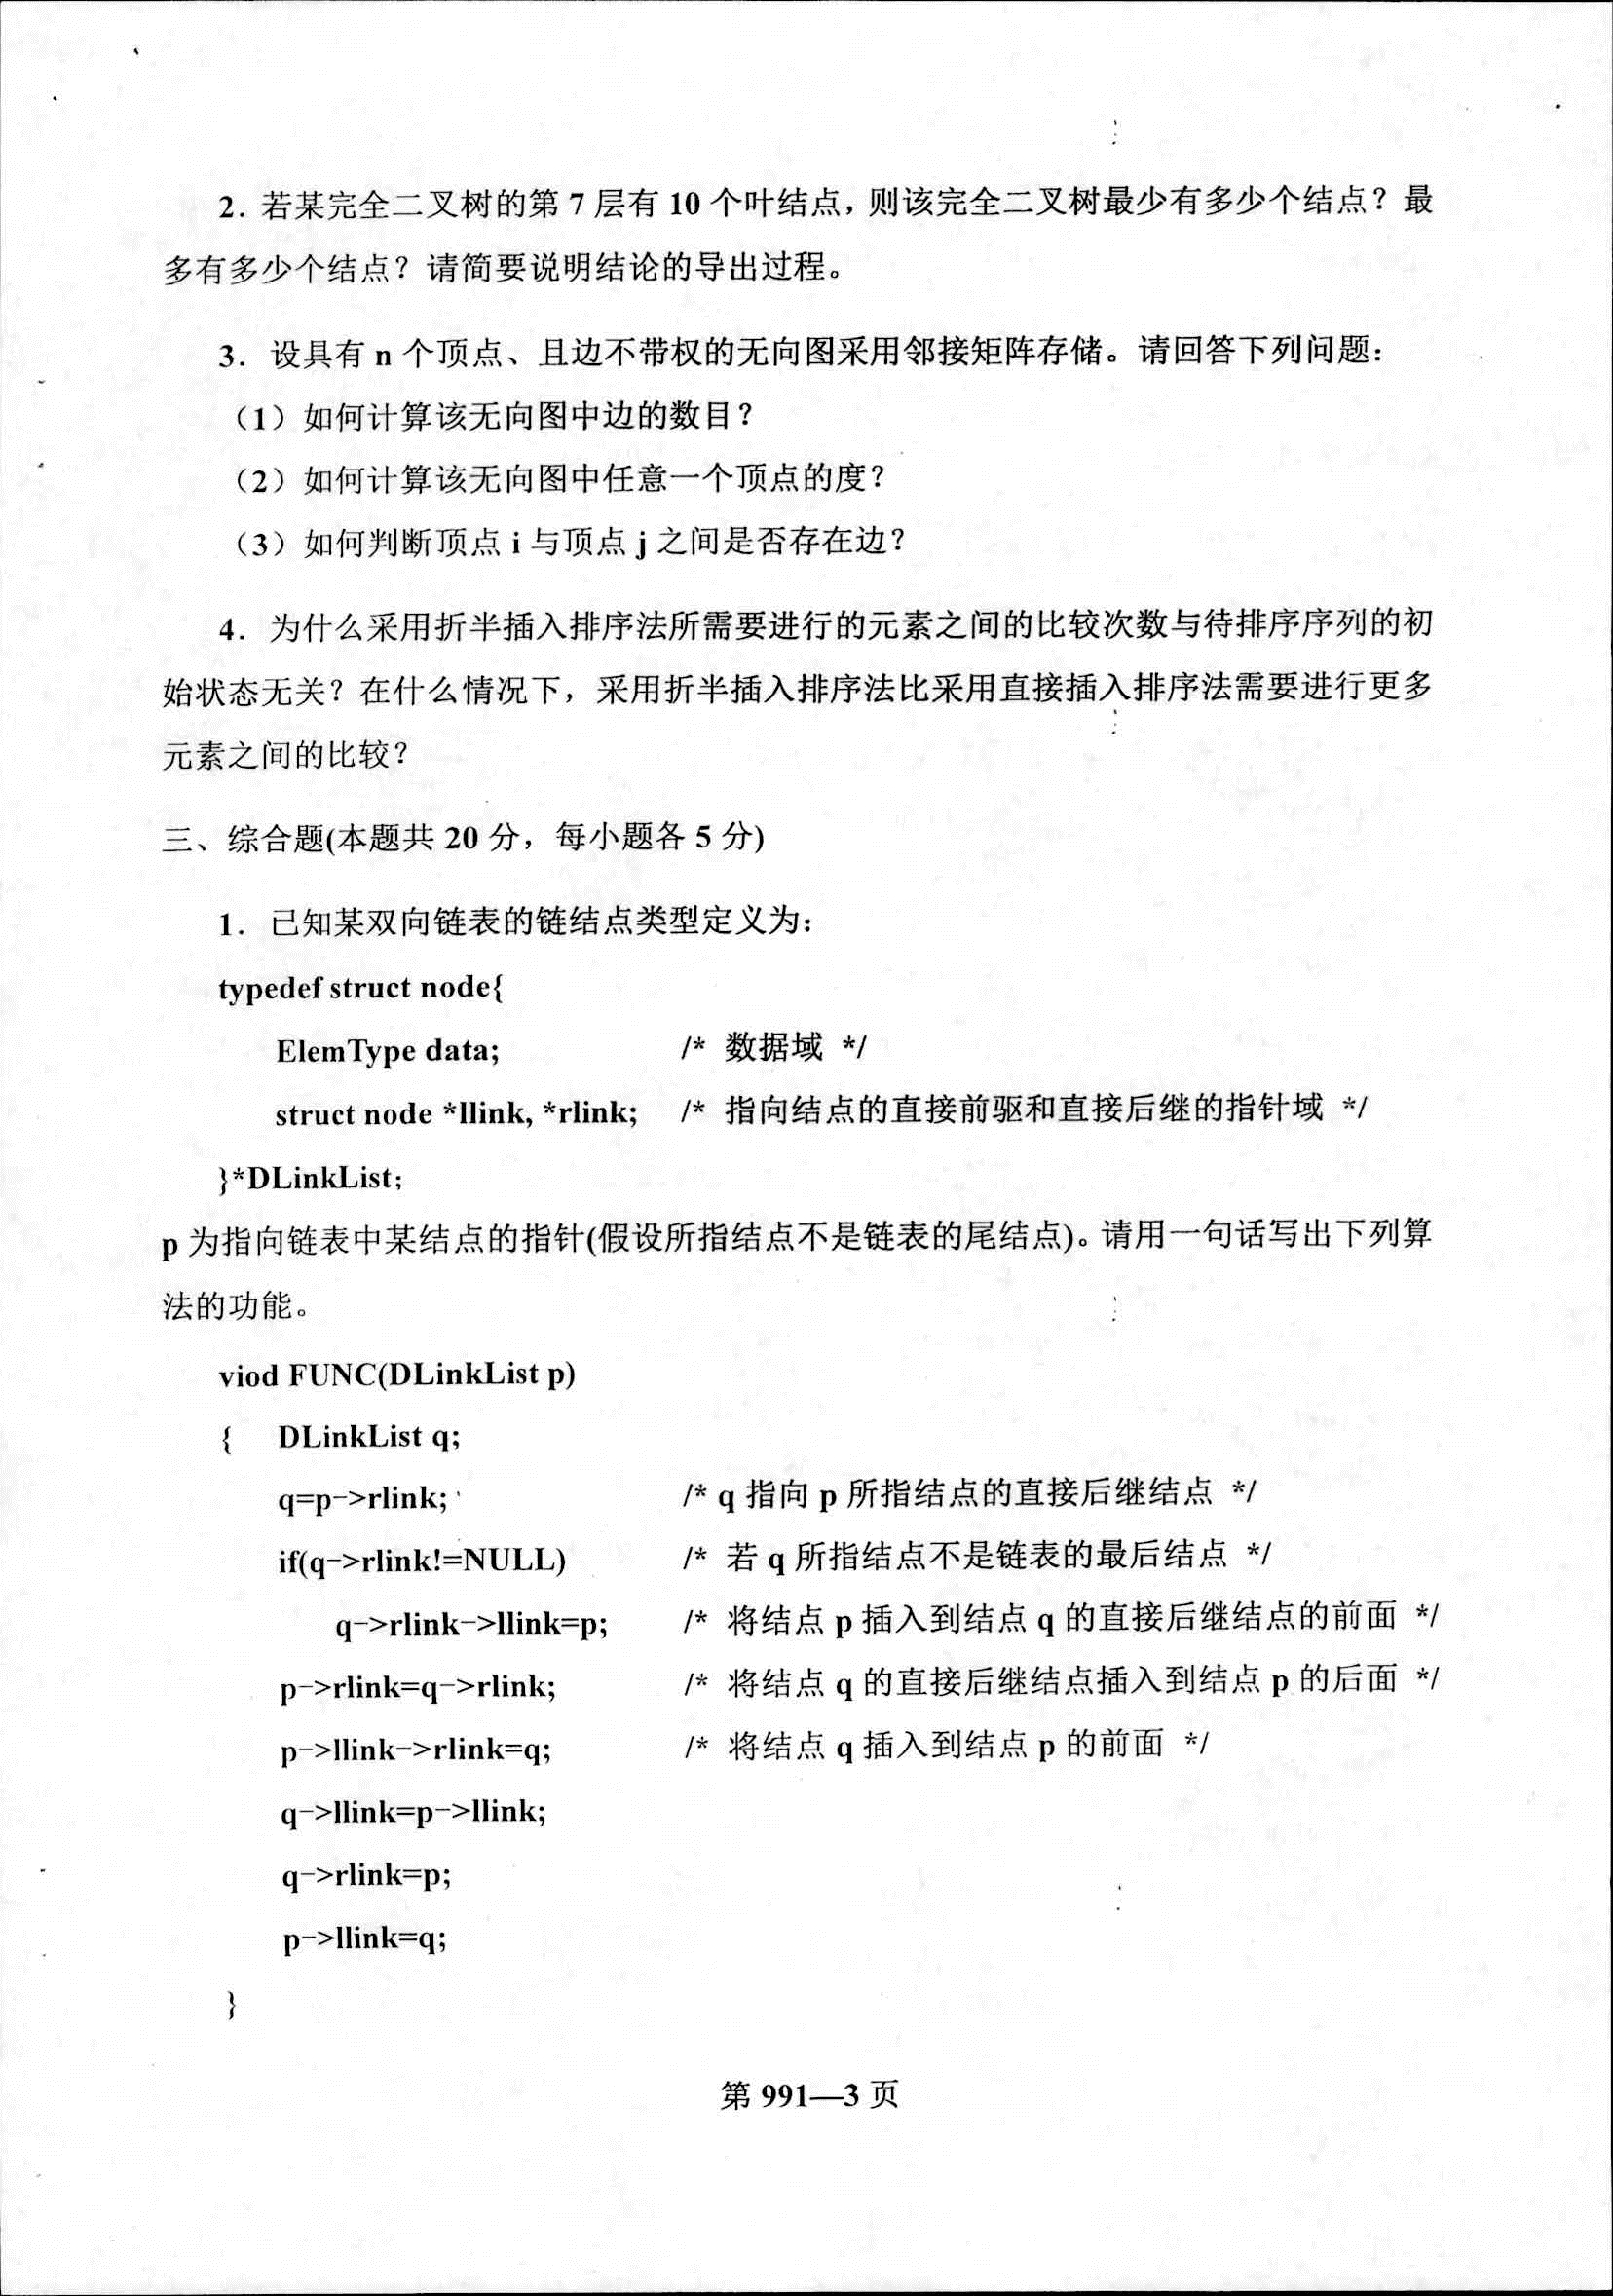 2. 若某完全二叉树的第 7 层有 10 个叶结点，则该完全二叉树最少有多少个结点？最
多有多少个结点？请简要说明结论的导出过程。
3. 设具有 n 个顶点、且边不带权的无向图采用邻接矩阵存储。请回答下列问题：
（1）如何计算该无向图中边的数目？
（2）如何计算该无向图中任意一个顶点的度？
（3）如何判断顶点 i 与顶点 j 之间是否存在边？
4. 为什么采用折半插入排序法所需要进行的元素之间的比较次数与待排序序列的初
始状态无关？在什么情况下，采用折半插入排序法比采用直接插入排序法需要进行更多
元素之间的比较？
三、综合题(本题共 20 分，每小题各 5 分)
1. 已知某双向链表的链结点类型定义为：
typedef struct node{
ElemType data; /* 数据域 */
struct node *llink, *rlink; /* 指向结点的直接前驱和直接后继的指针域 */
}*DLinkList;
p 为指向链表中某结点的指针(假设所指结点不是链表的尾结点)。请用一句话写出下列算
法的功能。
viod FUNC(DLinkList p)
{ DLinkList q;
q=p->rlink; /* q 指向 p 所指结点的直接后继结点 */
if(q->rlink!=NULL) /* 若 q 所指结点不是链表的最后结点 */
q->rlink->llink=p; /* 将结点 p 插入到结点 q 的直接后继结点的前面 */
p->rlink=q->rlink; /* 将结点 q 的直接后继结点插入到结点 p 的后面 */
p->llink->rlink=q; /* 将结点 q 插入到结点 p 的前面 */
q->llink=p->llink;
q->rlink=p;
p->llink=q;
}
第 991—3 页